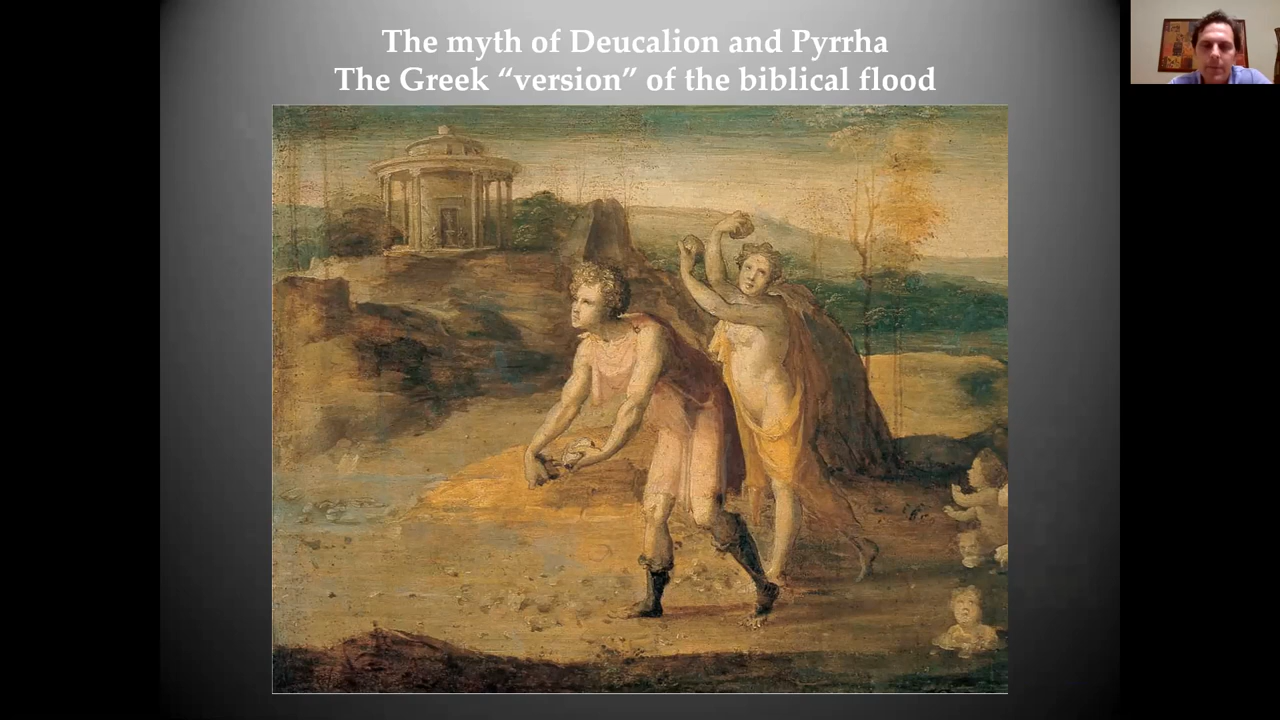 The myth of Deucalion and Pyrrha
The Greek “version” of the biblical flood